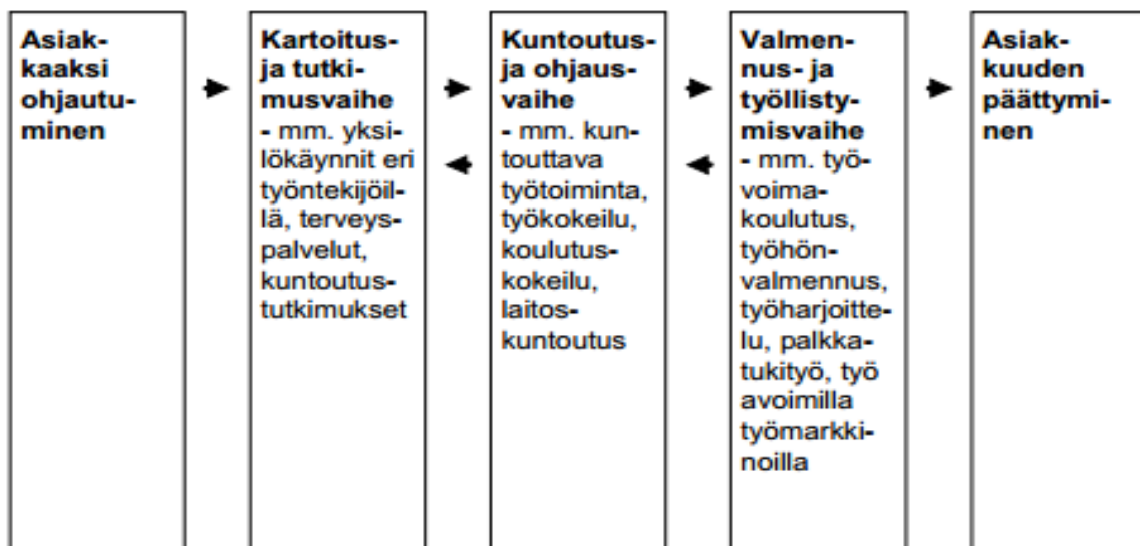 Asiak-
kaaksi
ohjautu-
minen
Kartoitus-
ja tutki-
musvaihe
- mm. yksi-
lökäynnit eri
työntekijöil-
lä, terveys-
palvelut,
kuntoutus-
tutkimukset
Kuntoutus-
ja ohjaus-
vaihe
- mm. kun-
touttava
työtoiminta,
työkokeilu,
koulutus-
kokeilu,
laitos-
kuntoutus
Valmen-
nus- ja
työllisty-
misvaihe
- mm. työ-
voima-
koulutus,
työhön-
valmennus,
työharjoitte-
lu, palkka-
tukityö, työ
avoimilla
työmarkki-
noilla
Asiak-
kuuden
päättymi-
nen